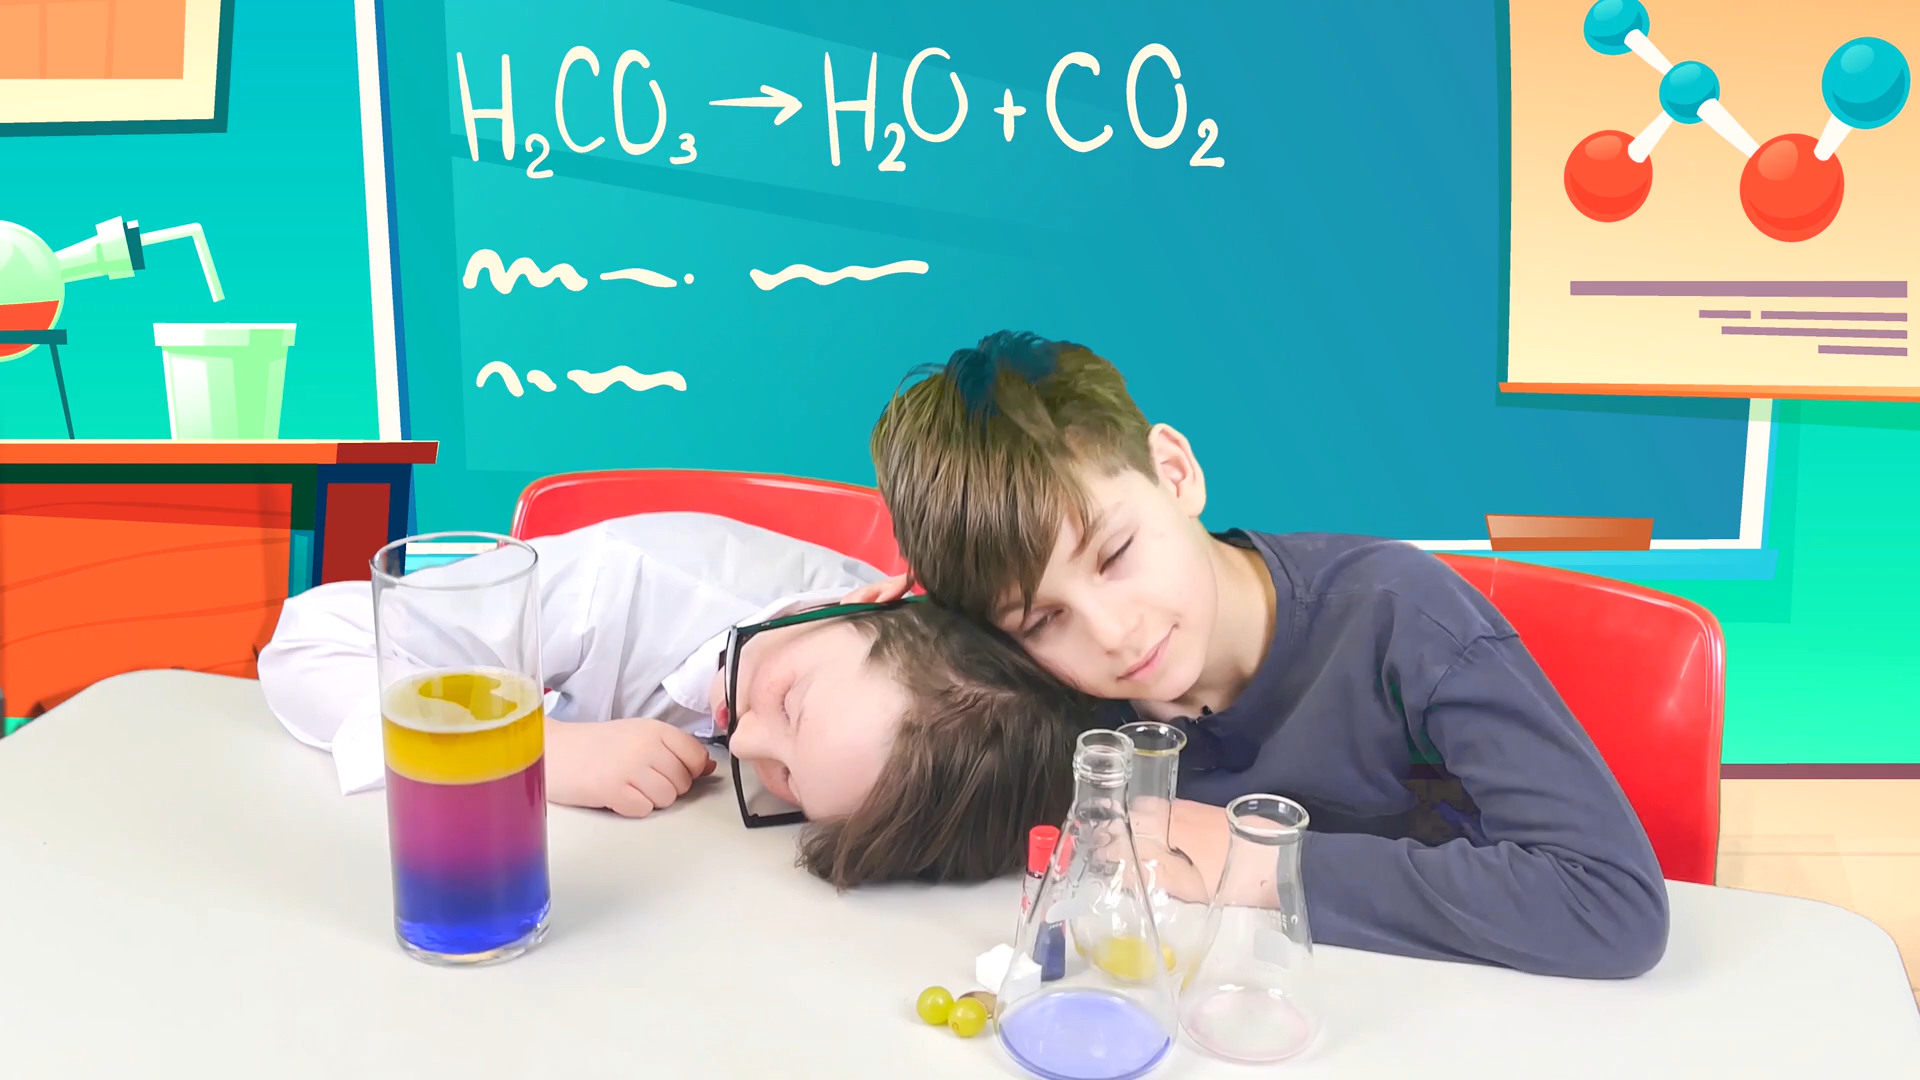 H₂CO₃ → H₂O + CO₂